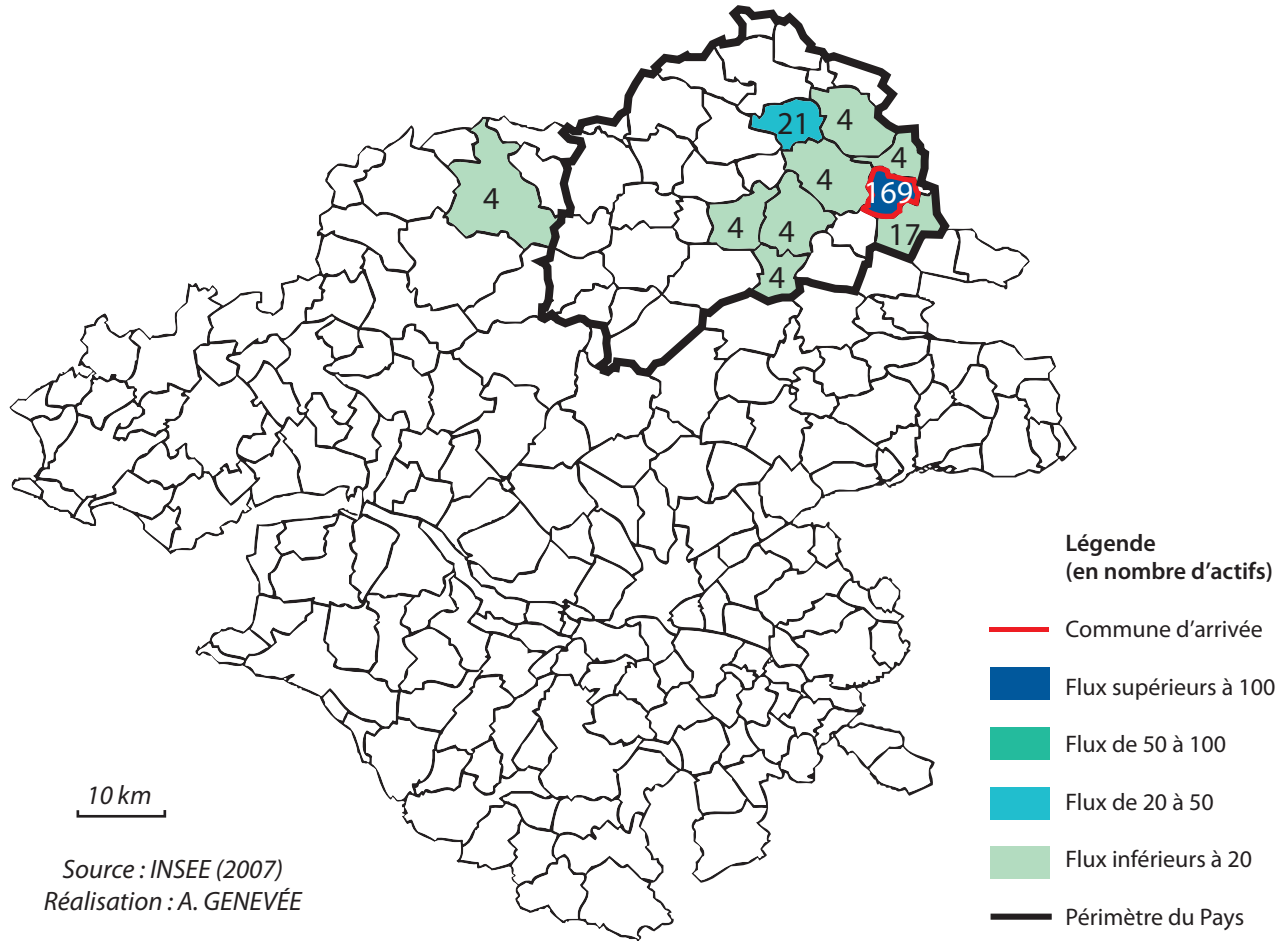 21
4
4
4
4
169
4
4
17
4
Légende
(en nombre d'actifs)
Commune d'arrivée
Flux supérieurs à 100
Flux de 50 à 100
Flux de 20 à 50
Flux inférieurs à 20
Périmètre du Pays
10 km
Source : INSEE (2007)
Réalisation : A. GENEVÉE